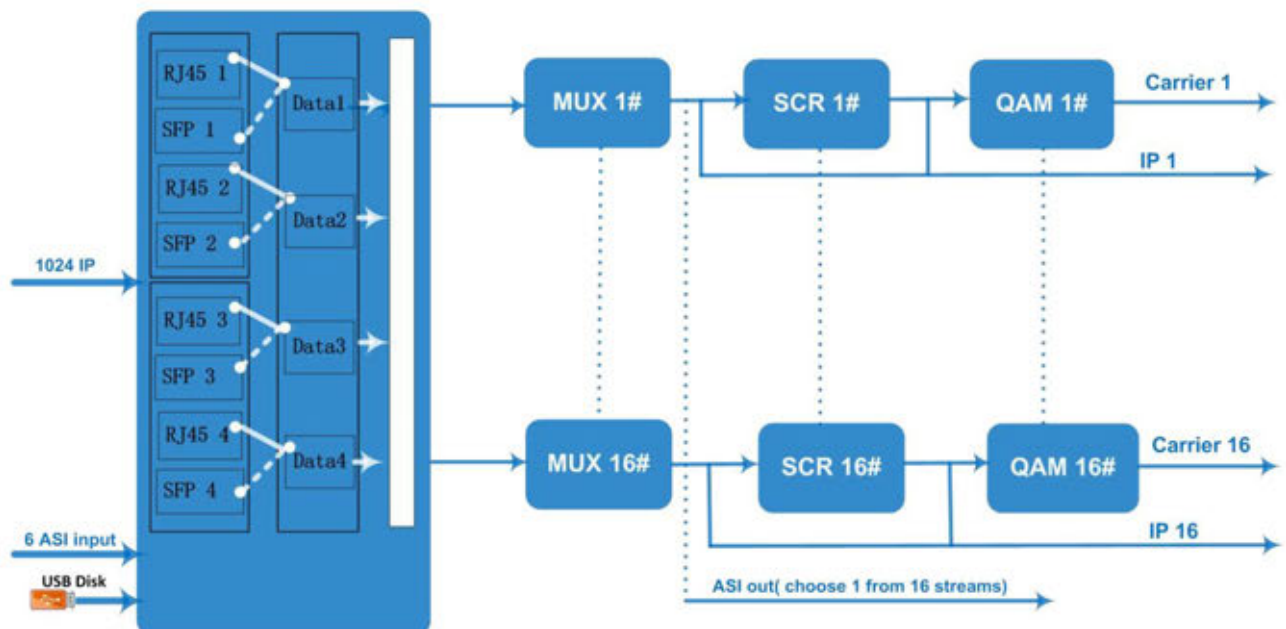 RJ45 1
SFP 1
RJ45 2
SFP 2
RJ45 3
SFP 3
RJ45 4
SFP 4
Data1
Data2
Data3
Data4
1024 IP
6 ASI input
USB Disk
MUX 1#
SCR 1#
QAM 1#
Carrier 1
IP 1
MUX 16#
SCR 16#
QAM 16#
Carrier 16
IP 16
ASI out( choose 1 from 16 streams)